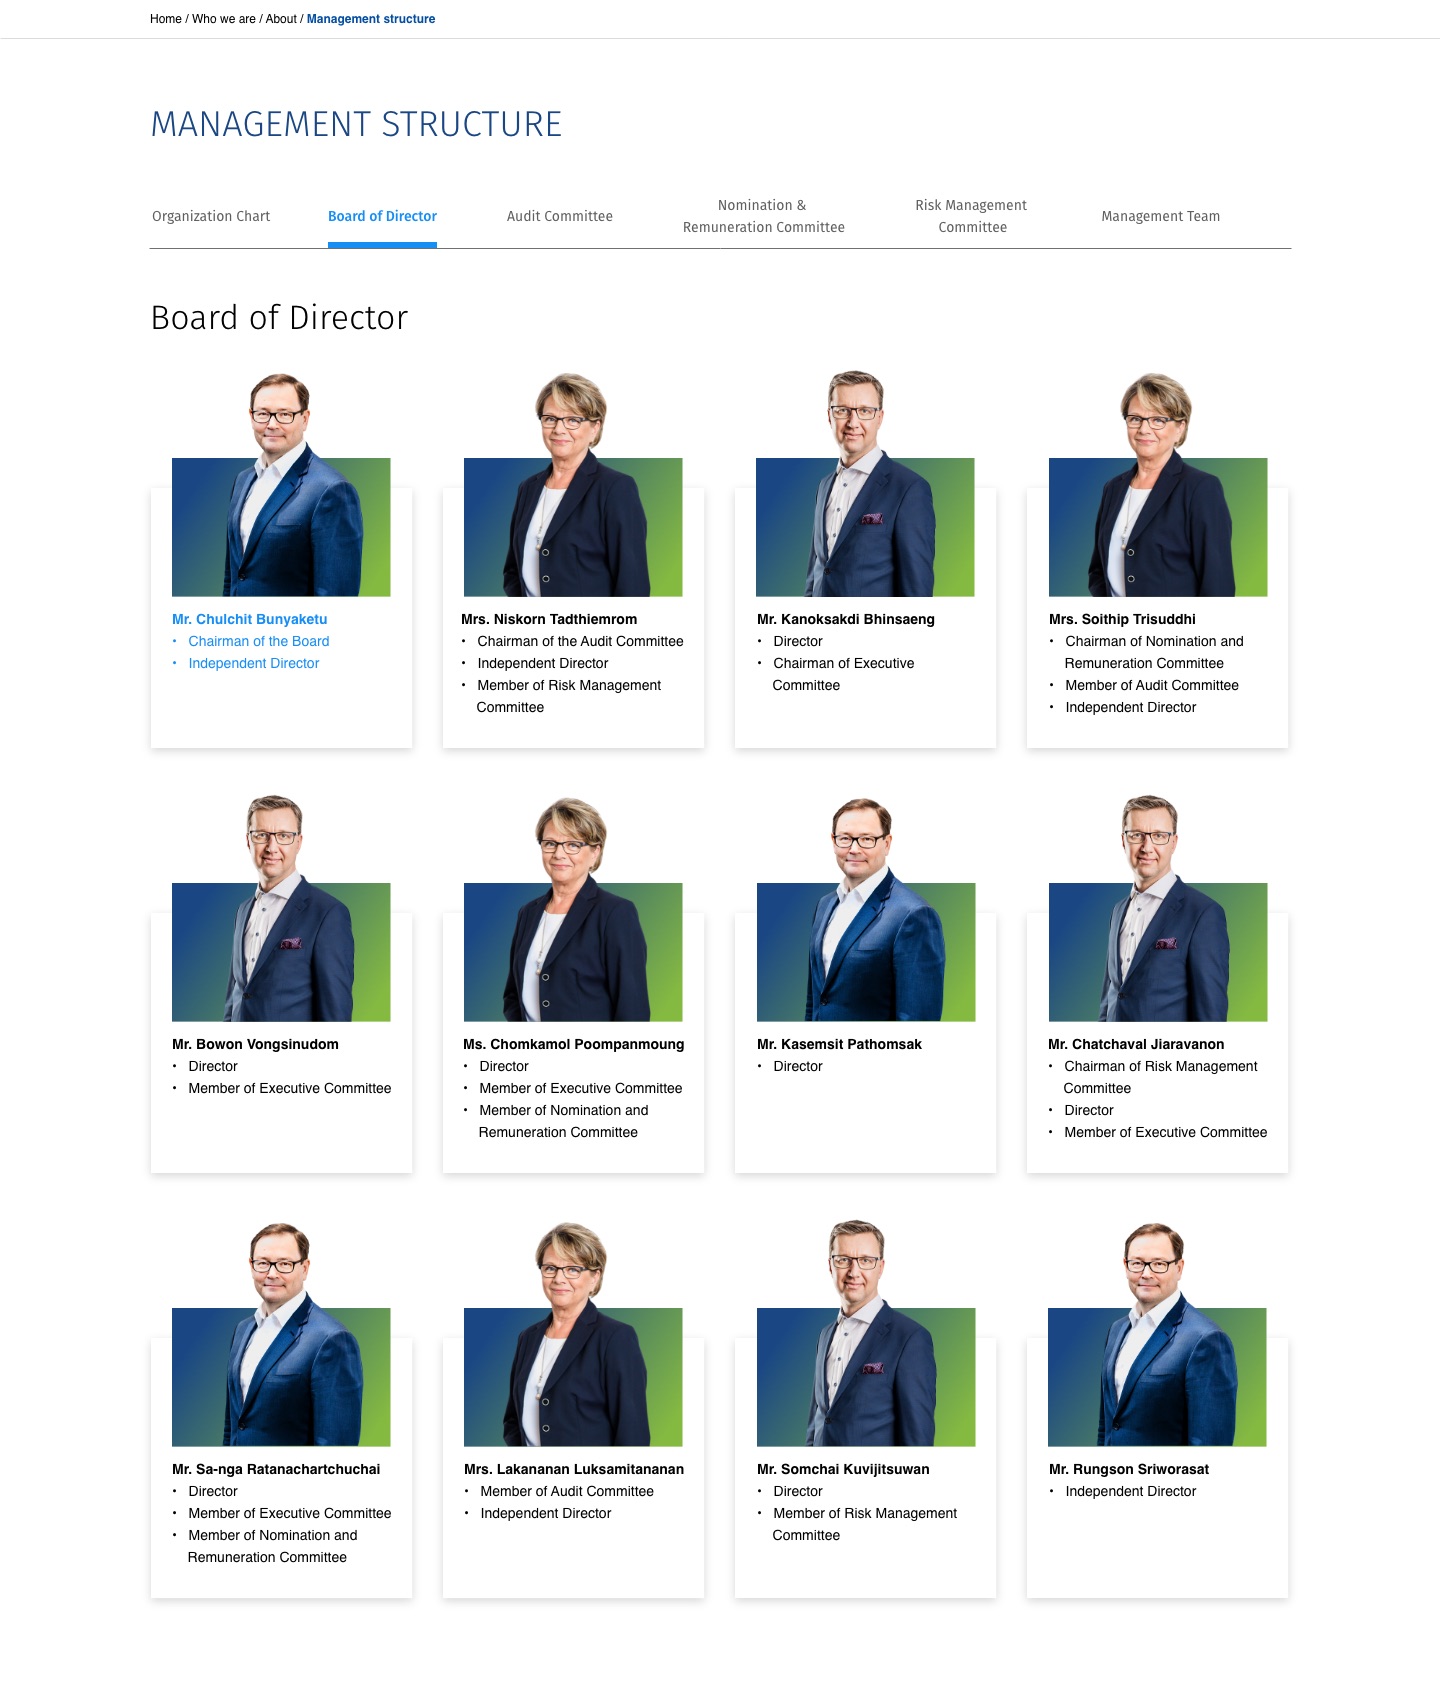 Home / Who we are / About / Management structure
MANAGEMENT STRUCTURE
Organization Chart
Board of Director
Audit Committee
Nomination &
Remuneration Committee
Risk Management
Committee
Management Team
Board of Director
Mr. Chulchit Bunyaketu
• Chairman of the Board
• Independent Director
Mrs. Niskorn Tadthiemrom
• Chairman of the Audit Committee
• Independent Director
• Member of Risk Management
Committee
Mr. Kanoksakdi Bhinsaeng
• Director
• Chairman of Executive
Committee
Mrs. Soithip Trisuddhi
• Chairman of Nomination and
Remuneration Committee
• Member of Audit Committee
• Independent Director
Mr. Bowon Vongsinudom
• Director
• Member of Executive Committee
Ms. Chomkamol Poompanmoung
• Director
• Member of Executive Committee
• Member of Nomination and
Remuneration Committee
Mr. Kasemsit Pathomsak
• Director
Mr. Chatchaval Jiaravanon
• Chairman of Risk Management
Committee
• Director
• Member of Executive Committee
Mr. Sa-nga Ratanachartchuchai
• Director
• Member of Executive Committee
• Member of Nomination and
Remuneration Committee
Mrs. Lakananan Luksamitananan
• Member of Audit Committee
• Independent Director
Mr. Somchai Kuvijitsuwan
• Director
• Member of Risk Management
Committee
Mr. Rungson Sriworasat
• Independent Director